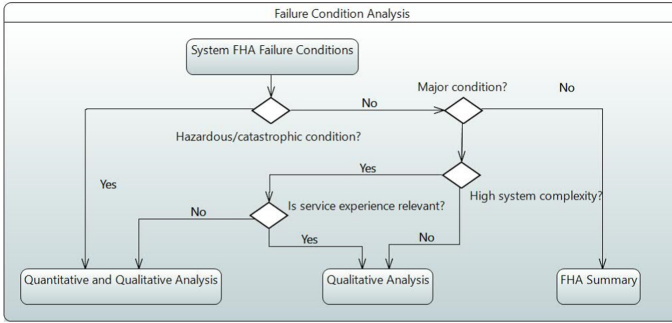 Failure Condition Analysis
System FHA Failure Conditions
Major condition?
No
No
Hazardous/catastrophic condition?
Yes
Yes
High system complexity?
Is service experience relevant?
No
Yes
No
Quantitative and Qualitative Analysis
Qualitative Analysis
FHA Summary